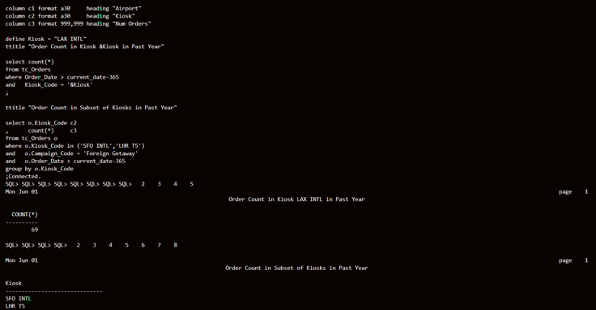 column c1 format a30 heading "Airport"
column c2 format a30 heading "Kiosk"
column c3 format 999,999 heading "Num Orders"
define Kiosk = "LAX INTL"
ttitle "Order Count in Kiosk &Kiosk in Past Year"
select count(*)
from tc_Orders
where Order_Date > current_date-365
and Kiosk_Code = '&Kiosk'
;
ttitle "Order Count in Subset of Kiosks in Past Year"
select o.Kiosk_Code c2
, count(*) c3
from tc_Orders o
where o.Kiosk_Code in ('SFO INTL','LHR T5')
and o.Campaign_Code = 'Foreign Getaway'
and o.Order_Date > current_date-365
group by o.Kiosk_Code
;Connected.
SQL> SQL> SQL> SQL> SQL> SQL> SQL> SQL> 2 3 4 5
Mon Jun 01 page 1
Order Count in Kiosk LAX INTL in Past Year
COUNT(*)
----------
69
SQL> SQL> SQL> SQL> 2 3 4 5 6 7 8
Mon Jun 01 page 1
Order Count in Subset of Kiosks in Past Year
Kiosk
------------------------------
SFO INTL
LHR T5